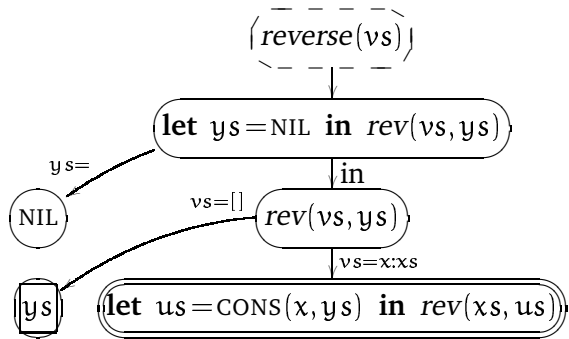 reverse(vs)
let ys=NIL in rev(vs,ys)
ys=
in
NIL
vs=[]
rev(vs,ys)
vs=x:xs
ys
let us=CONS(x,ys) in rev(xs,us)